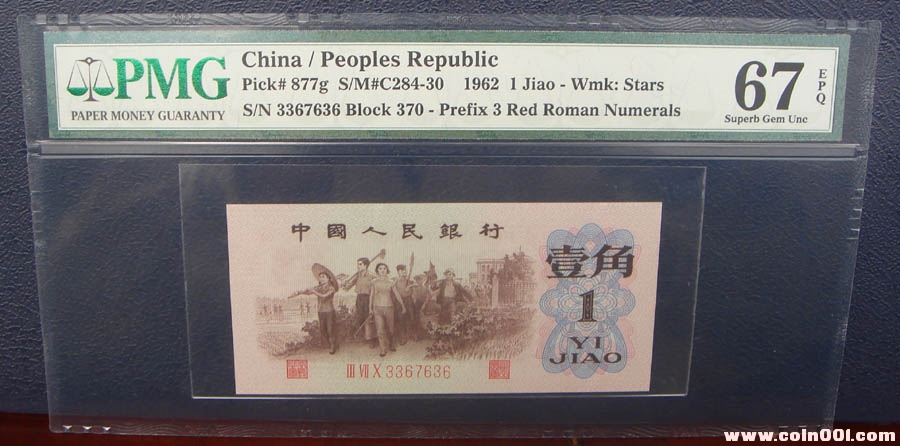 PMG
PAPER MONEY GUARANTY
China / Peoples Republic
Pick# 877g S/M#C284-30 1962 1 Jiao - Wmk: Stars
S/N 3367636 Block 370 - Prefix 3 Red Roman Numerals
67
EPQ
Superb Gem Unc
中國人民銀行
壹角
1
YI
JIAO
III VII X 3367636
www.coln001.com